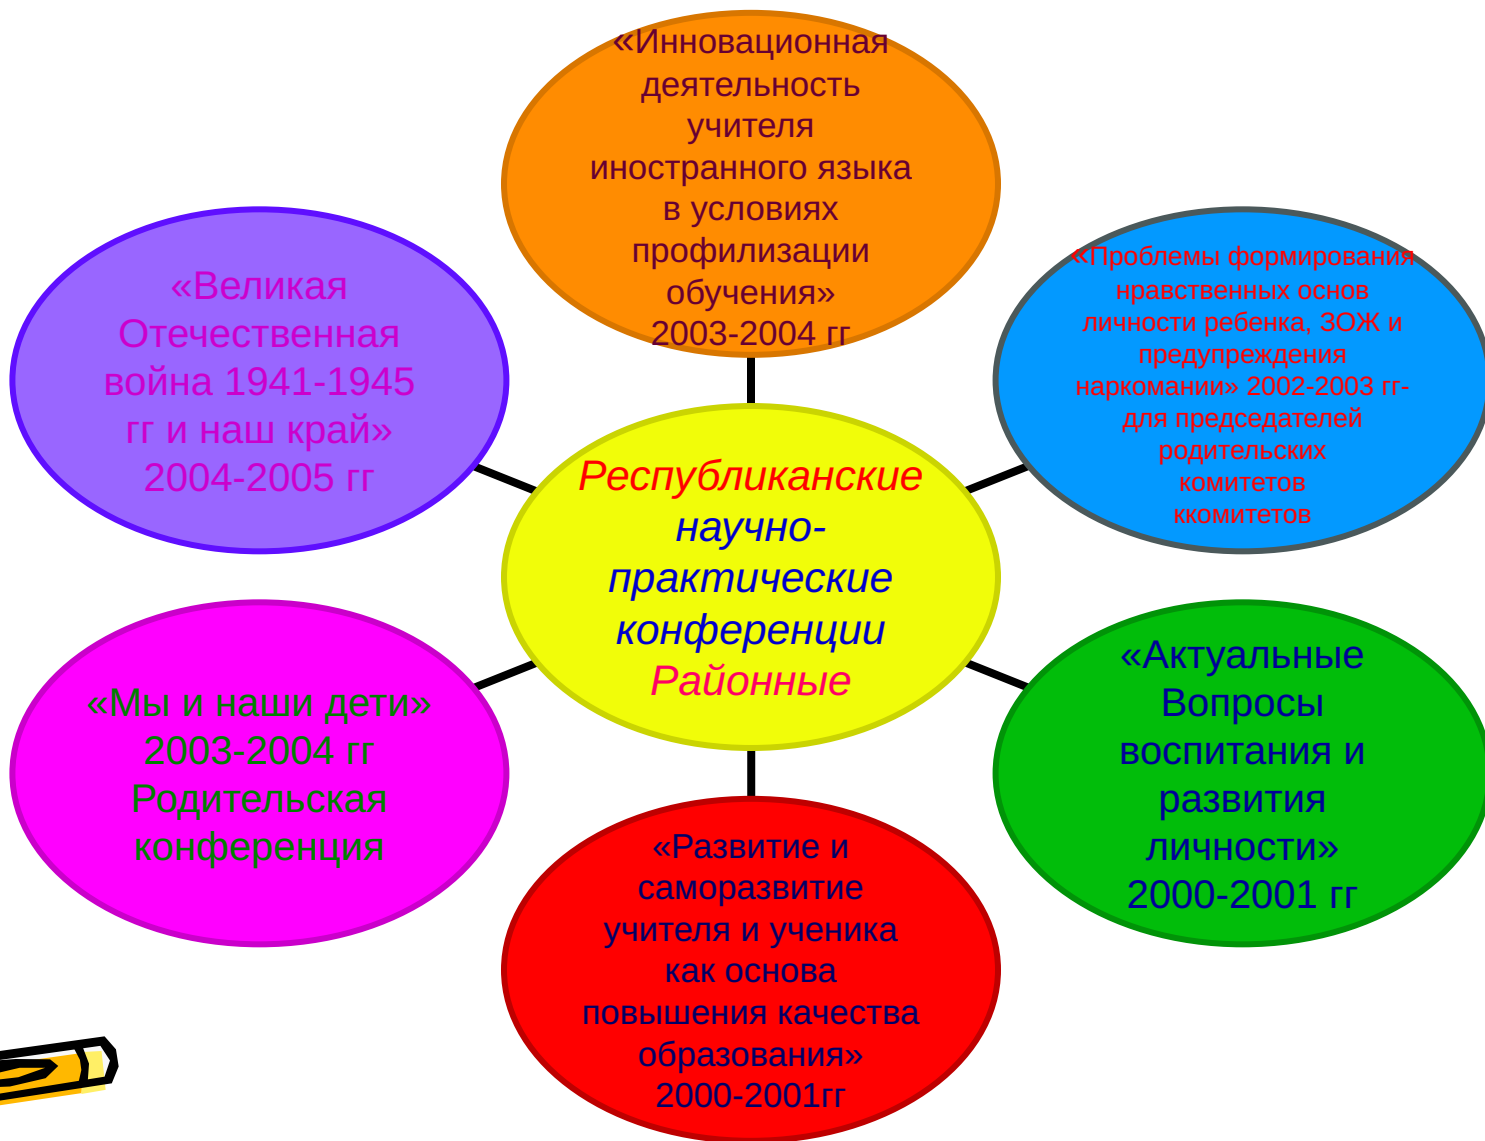 «Инновационная
деятельность
учителя
иностранного языка
в условиях
профилизации
обучения»
2003-2004 гг
«Великая
Отечественная
война 1941-1945
гг и наш край»
2004-2005 гг
«Проблемы формирования
нравственных основ
личности ребенка, ЗОЖ и
предупреждения
наркомании» 2002-2003 гг-
для председателей
родительских
комитетов
ккомитетов
Республиканские
научно-
практические
конференции
Районные
«Мы и наши дети»
2003-2004 гг
Родительская
конференция
«Актуальные
Вопросы
воспитания и
развития
личности»
2000-2001 гг
«Развитие и
саморазвитие
учителя и ученика
как основа
повышения качества
образования»
2000-2001гг